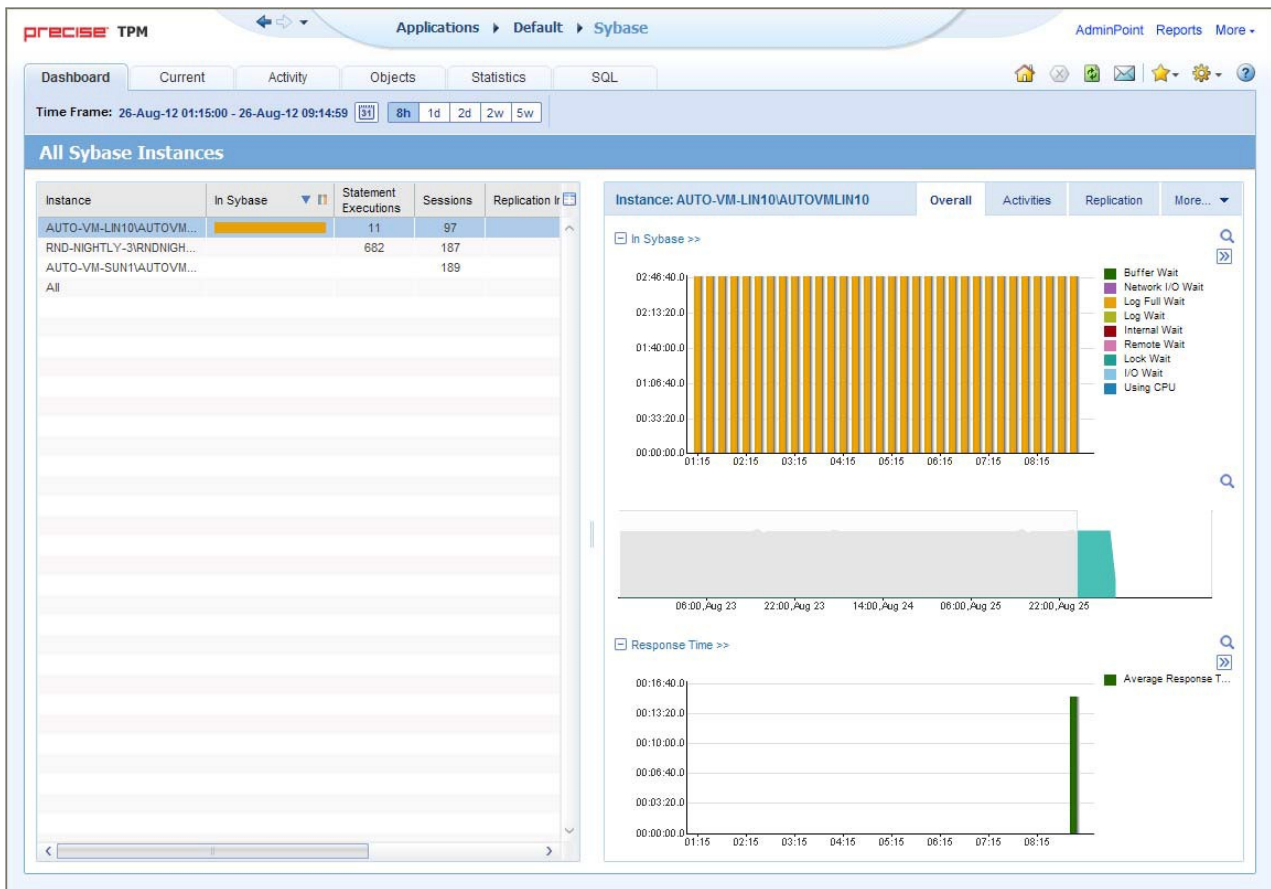 precise TPM
Applications Default Sybase
AdminPoint Reports More
Dashboard Current Activity Objects Statistics SQL
Time Frame: 26-Aug-12 01:15:00 - 26-Aug-12 09:14:59 31 8h 1d 2d 2w 5w
All Sybase Instances
Instance In Sybase Statement Executions Sessions Replication Ir
AUTO-VM-LIN10\AUTOVM... 11 97
RND-NIGHTLY-3\RNDNIGH... 682 187
AUTO-VM-SUN1\AUTOVM... 189
All
Instance: AUTO-VM-LIN10\AUTOVMLIN10 Overall Activities Replication More...
In Sybase >>
02:46:40.0
02:13:20.0
01:40:00.0
01:06:40.0
00:33:20.0
00:00:00.0
01:15 02:15 03:15 04:15 05:15 06:15 07:15 08:15
Buffer Wait
Network I/O Wait
Log Full Wait
Log Wait
Internal Wait
Remote Wait
Lock Wait
I/O Wait
Using CPU
06:00,Aug 23 22:00,Aug 23 14:00,Aug 24 06:00,Aug 25 22:00,Aug 25
Response Time >>
00:16:40.0
00:13:20.0
00:10:00.0
00:06:40.0
00:03:20.0
00:00:00.0
01:15 02:15 03:15 04:15 05:15 06:15 07:15 08:15
Average Response T...